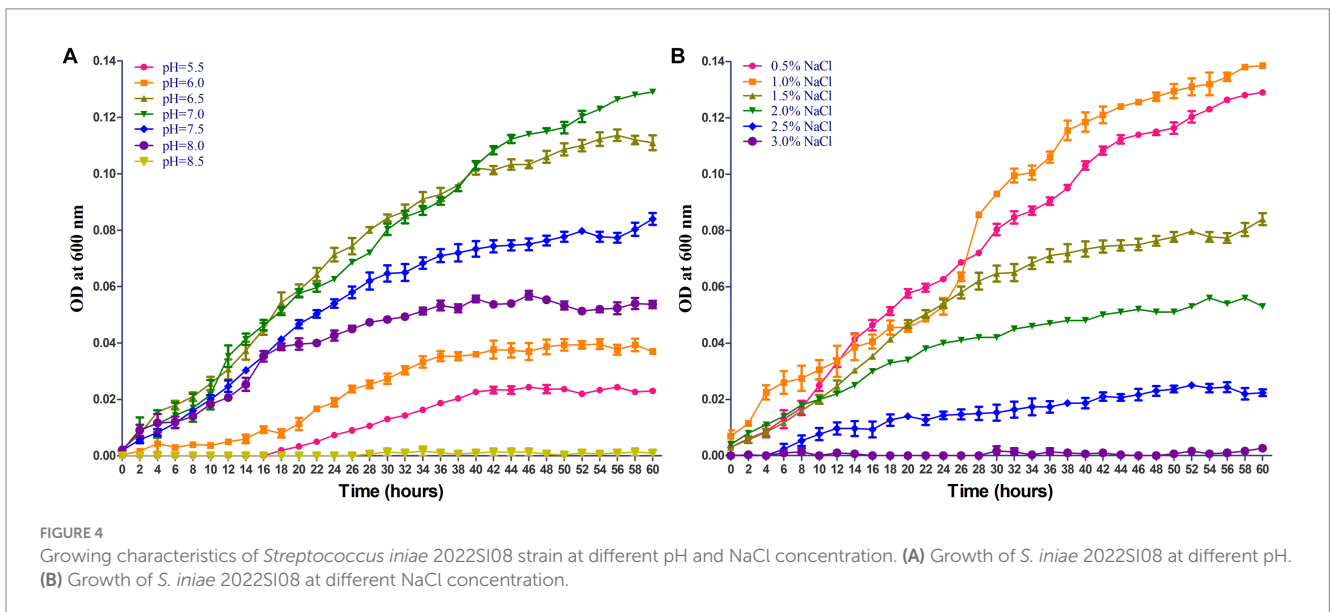 A
pH=5.5
pH=6.0
pH=6.5
pH=7.0
pH=7.5
pH=8.0
pH=8.5
OD at 600 nm
0.14
0.12
0.10
0.08
0.06
0.04
0.02
0.00
0 2 4 6 8 10 12 14 16 18 20 22 24 26 28 30 32 34 36 38 40 42 44 46 48 50 52 54 56 58 60
Time (hours)
B
0.5% NaCl
1.0% NaCl
1.5% NaCl
2.0% NaCl
2.5% NaCl
3.0% NaCl
OD at 600 nm
0.14
0.12
0.10
0.08
0.06
0.04
0.02
0.00
0 2 4 6 8 10 12 14 16 18 20 22 24 26 28 30 32 34 36 38 40 42 44 46 48 50 52 54 56 58 60
Time (hours)
FIGURE 4
Growing characteristics of Streptococcus iniae 2022SI08 strain at different pH and NaCl concentration. (A) Growth of S. iniae 2022SI08 at different pH.
(B) Growth of S. iniae 2022SI08 at different NaCl concentration.